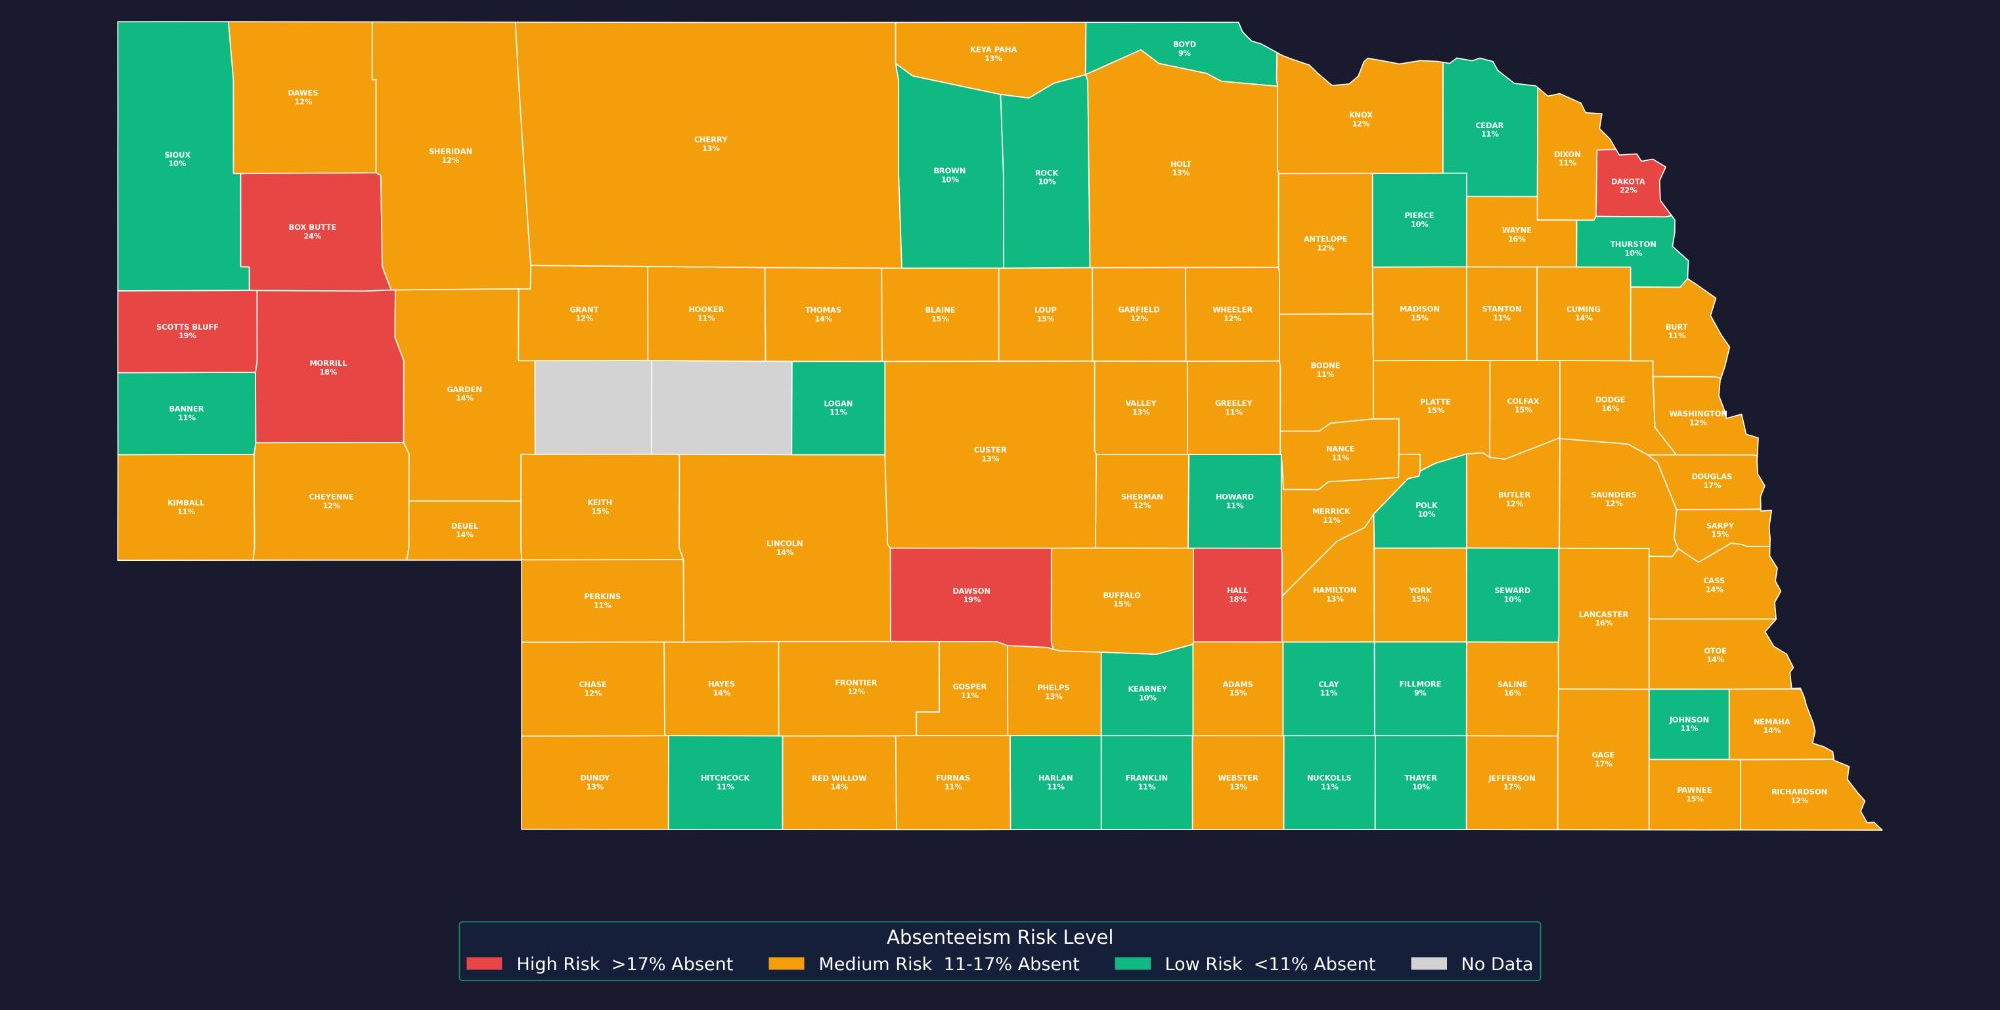 BOYD
9%
KEYA PAHA
13%
DAWES
12%
KNOX
12%
CEDAR
11%
CHERRY
13%
SHERIDAN
12%
SIOUX
10%
DIXON
11%
HOLT
13%
BROWN
10%
ROCK
10%
DAKOTA
22%
PIERCE
10%
BOX BUTTE
24%
ANTELOPE
12%
WAYNE
16%
THURSTON
10%
GRANT
12%
HOOKER
11%
THOMAS
14%
BLAINE
15%
LOUP
15%
GARFIELD
12%
WHEELER
12%
MADISON
15%
STANTON
11%
CUMING
14%
SCOTTS BLUFF
19%
BURT
11%
MORRILL
18%
BOONE
11%
GARDEN
14%
BANNER
11%
LOGAN
11%
VALLEY
13%
GREELEY
11%
PLATTE
15%
COLFAX
15%
DODGE
16%
WASHINGTON
12%
CUSTER
13%
NANCE
11%
DOUGLAS
17%
KIMBALL
11%
CHEYENNE
12%
KEITH
15%
SHERMAN
12%
HOWARD
11%
MERRICK
11%
POLK
10%
BUTLER
12%
SAUNDERS
12%
DEUEL
14%
SARPY
15%
LINCOLN
14%
CASS
14%
PERKINS
11%
DAWSON
19%
BUFFALO
15%
HALL
18%
HAMILTON
13%
YORK
15%
SEWARD
10%
LANCASTER
16%
OTOE
14%
CHASE
12%
HAYES
14%
FRONTIER
12%
GOSPER
11%
PHELPS
13%
KEARNEY
10%
ADAMS
15%
CLAY
11%
FILLMORE
9%
SALINE
16%
JOHNSON
11%
NEMAHA
14%
GAGE
17%
DUNDY
13%
HITCHCOCK
11%
RED WILLOW
14%
FURNAS
11%
HARLAN
11%
FRANKLIN
11%
WEBSTER
13%
NUCKOLLS
11%
THAYER
10%
JEFFERSON
17%
PAWNEE
15%
RICHARDSON
12%
Absenteeism Risk Level
High Risk >17% Absent
Medium Risk 11-17% Absent
Low Risk <11% Absent
No Data